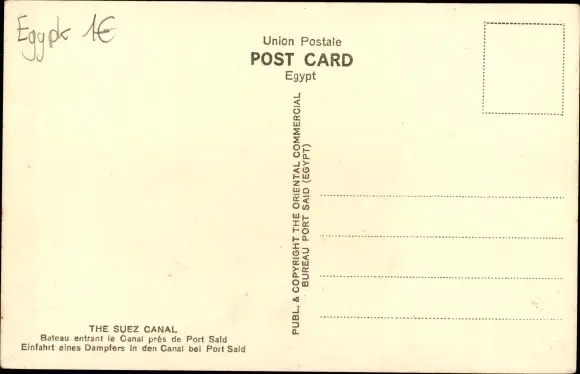 Egypt 1€
Union Postale
POST CARD
Egypt
PUBL. & COPYRIGHT THE ORIENTAL COMMERCIAL
BUREAU PORT SAID (EGYPT)
THE SUEZ CANAL
Bateau entrant le Canal près de Port Said
Einfahrt eines Dampfers in den Canal bei Port Said